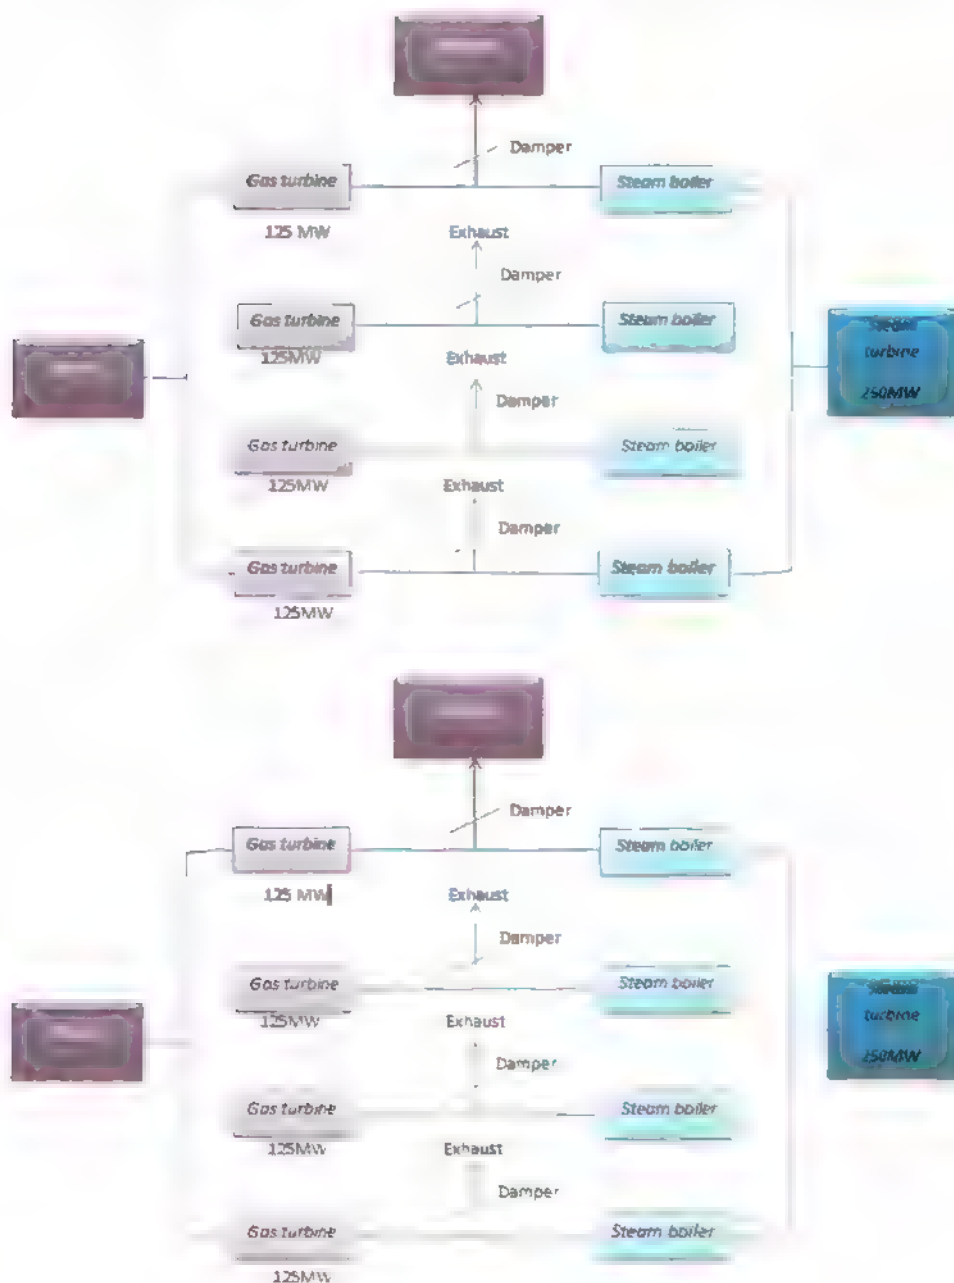 Damper
Gas turbine
Steam boiler
125 MW
Exhaust
Damper
Gas turbine
Steam boiler
125MW
Exhaust
Steam
turbine
250MW
Damper
Gas turbine
Steam boiler
125MW
Exhaust
Damper
Gas turbine
Steam boiler
125MW
Damper
Gas turbine
Steam boiler
125 MW
Exhaust
Damper
Gas turbine
Steam boiler
125MW
Exhaust
Steam
turbine
250MW
Damper
Gas turbine
Steam boiler
125MW
Exhaust
Damper
Gas turbine
Steam boiler
125MW